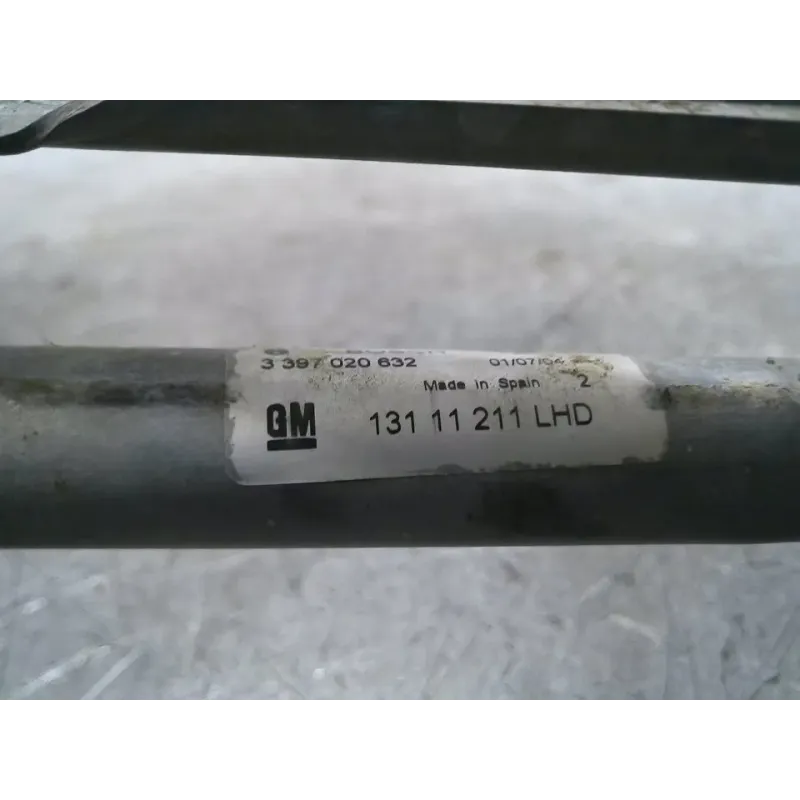 3 397 020 632 01/07/04
Made in Spain 2
GM 131 11 211 LHD